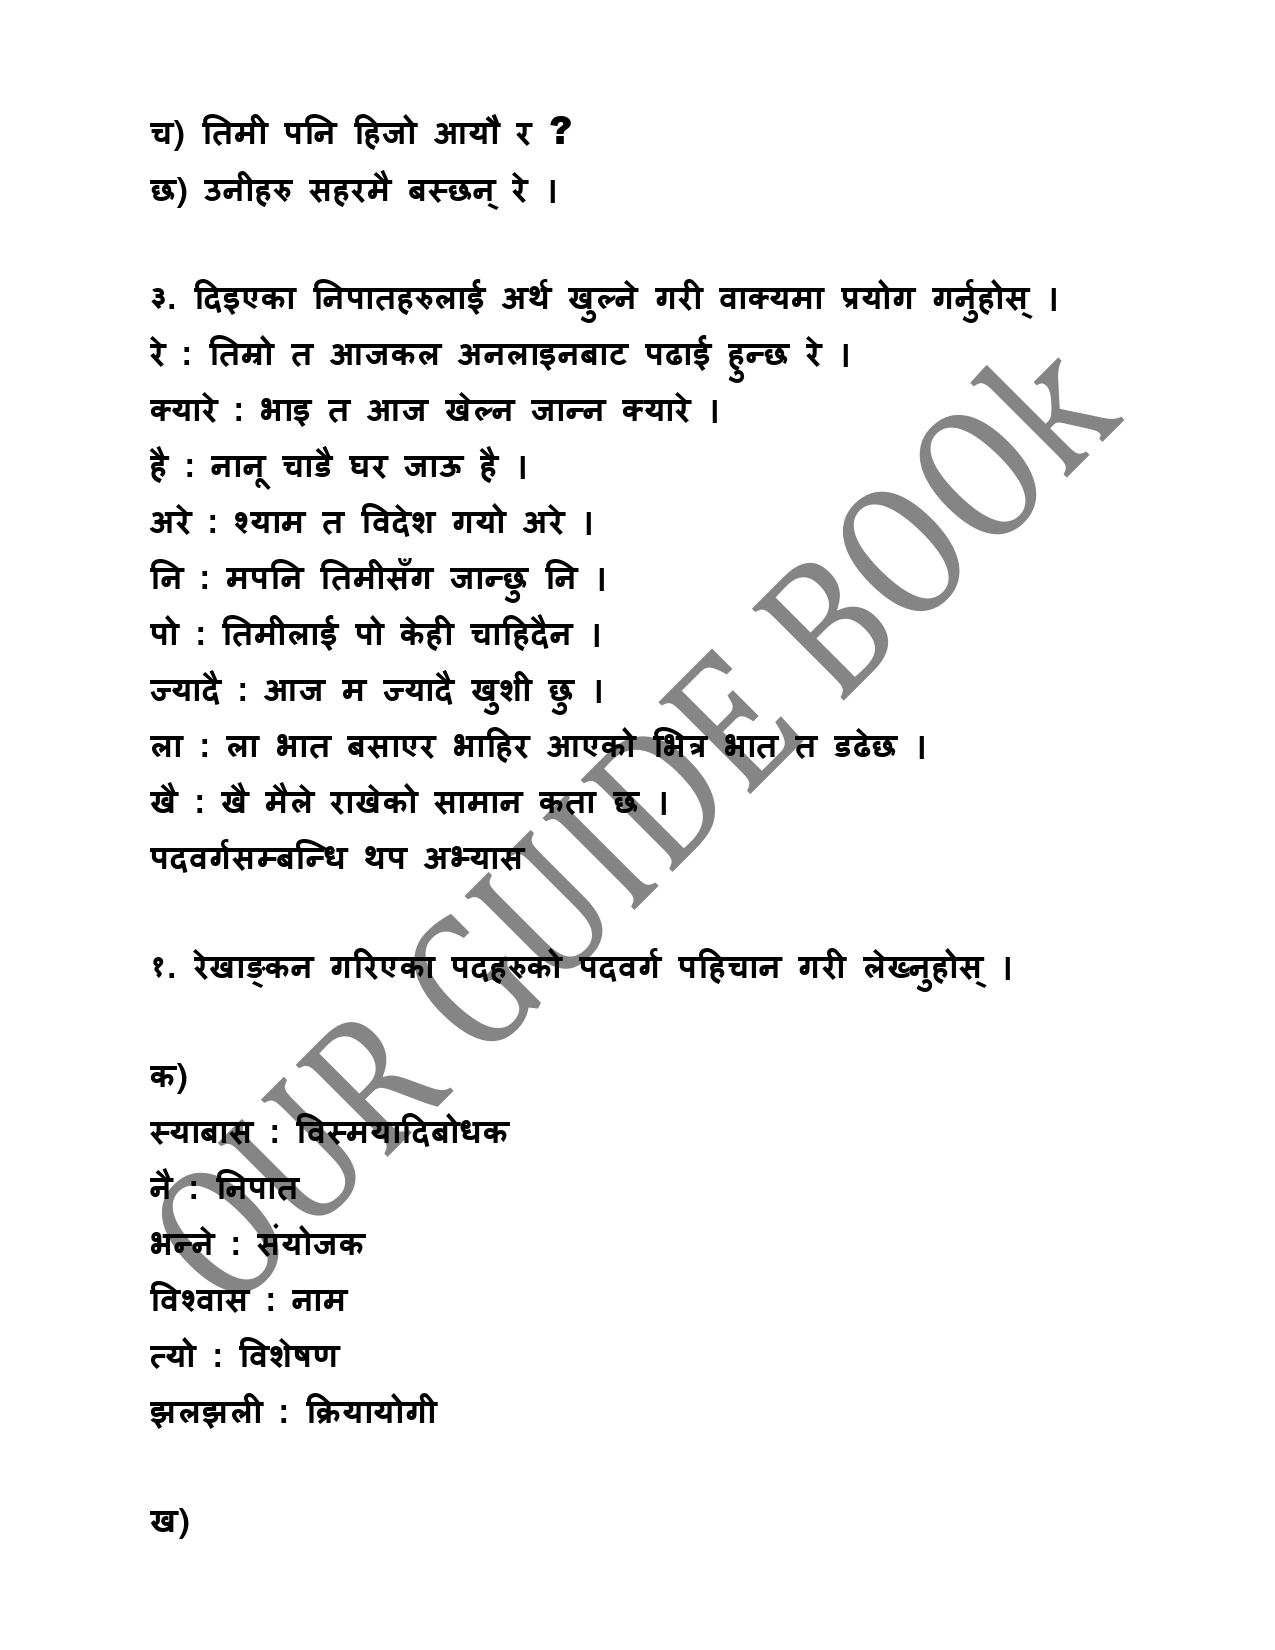 च) तिमी पनि हिजो आयौ र ?
छ) उनीहरु सहरमै बस्छन् रे ।
३. दिइएका निपातहरुलाई अर्थ खुल्ने गरी वाक्यमा प्रयोग गर्नुहोस् ।
रे : तिम्रो त आजकल अनलाइनबाट पढाई हुन्छ रे ।
क्यारे : भाइ त आज खेल्न जान्न क्यारे ।
है : नानू चाडै घर जाऊ है ।
अरे : श्याम त विदेश गयो अरे ।
नि : मपनि तिमीसँग जान्छु नि ।
पो : तिमीलाई पो केही चाहिदैन ।
ज्यादै : आज म ज्यादै खुशी छु ।
ला : ला भात बसाएर भाहिर आएको भित्र भात त डढेछ ।
खै : खै मैले राखेको सामान कता छ ।
पदवर्गसम्बन्धि थप अभ्यास
१. रेखाङ्कन गरिएका पदहरुको पदवर्ग पहिचान गरी लेख्नुहोस् ।
क)
स्याबास : विस्मयादिबोधक
नै : निपात
भन्ने : संयोजक
विश्वास : नाम
त्यो : विशेषण
झलझली : क्रियायोगी
ख)
OUR GUIDE BOOk